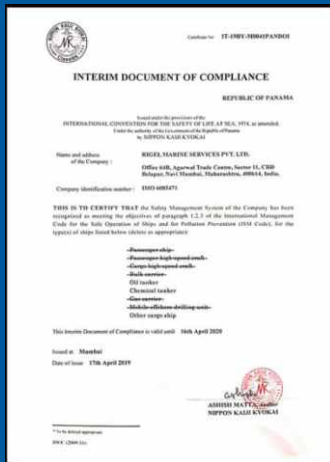 Certificate No. IT-19BY-M0041PANDOI
INTERIM DOCUMENT OF COMPLIANCE
REPUBLIC OF PANAMA
Issued under the provisions of the
INTERNATIONAL CONVENTION FOR THE SAFETY OF LIFE AT SEA, 1974, as amended.
Under the authority of the Government of the Republic of Panama
by NIPPON KAIJI KYOKAI
Name and address RIGEL MARINE SERVICES PVT. LTD.
of the Company : Office 610, Agarwal Trade Centre, Sector 11, CBD
Belapur, Navi Mumbai, Maharashtra, 400614, India.
Company identification number : IMO 6005471
THIS IS TO CERTIFY THAT the Safety Management System of the Company has been
recognized as meeting the objectives of paragraph 1.2.3 of the International Management
Code for the Safe Operation of Ships and for Pollution Prevention (ISM Code), for the
type(s) of ships listed below (delete as appropriate):
Passenger ship
Passenger high speed craft
Cargo high speed craft
Bulk carrier
Oil tanker
Chemical tanker
Gas carrier
Mobile offshore drilling unit
Other cargo ship
This Interim Document of Compliance is valid until 16th April 2020
Issued at Mumbai
Date of issue 17th April 2019
ASHISH MATTA,
NIPPON KAIJI KYOKAI
* To be deleted appropriate